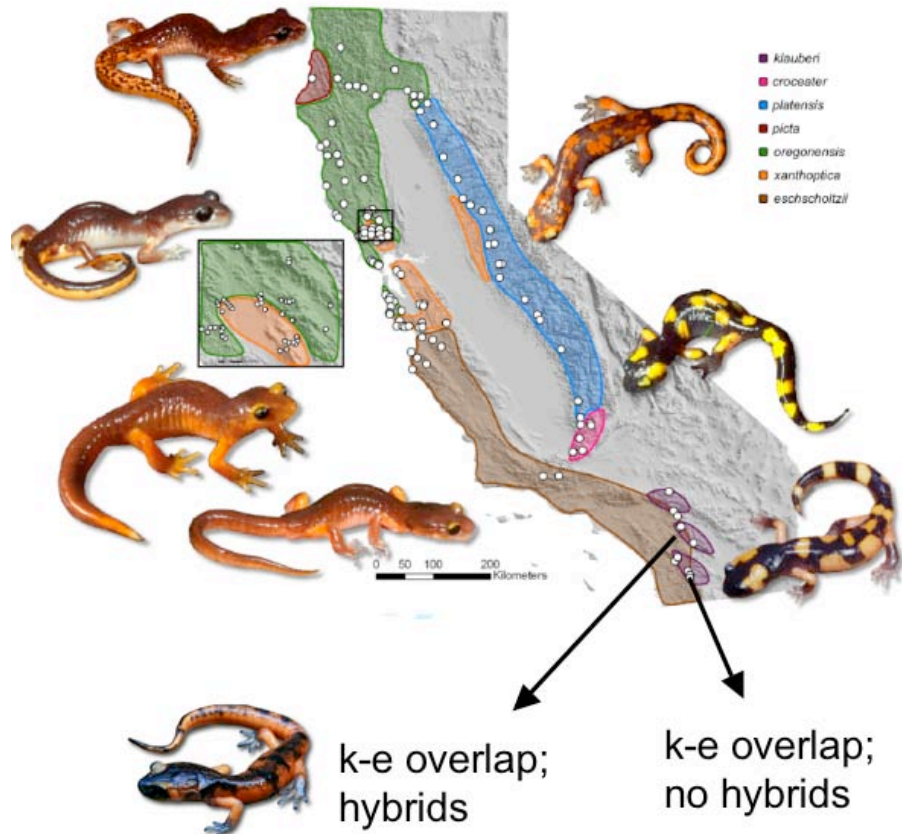 klauberi
croceater
platensis
picta
oregonensis
xanthoptica
eschscholtzii
0 50 100 200
Kilometers
k-e overlap;
hybrids
k-e overlap;
no hybrids